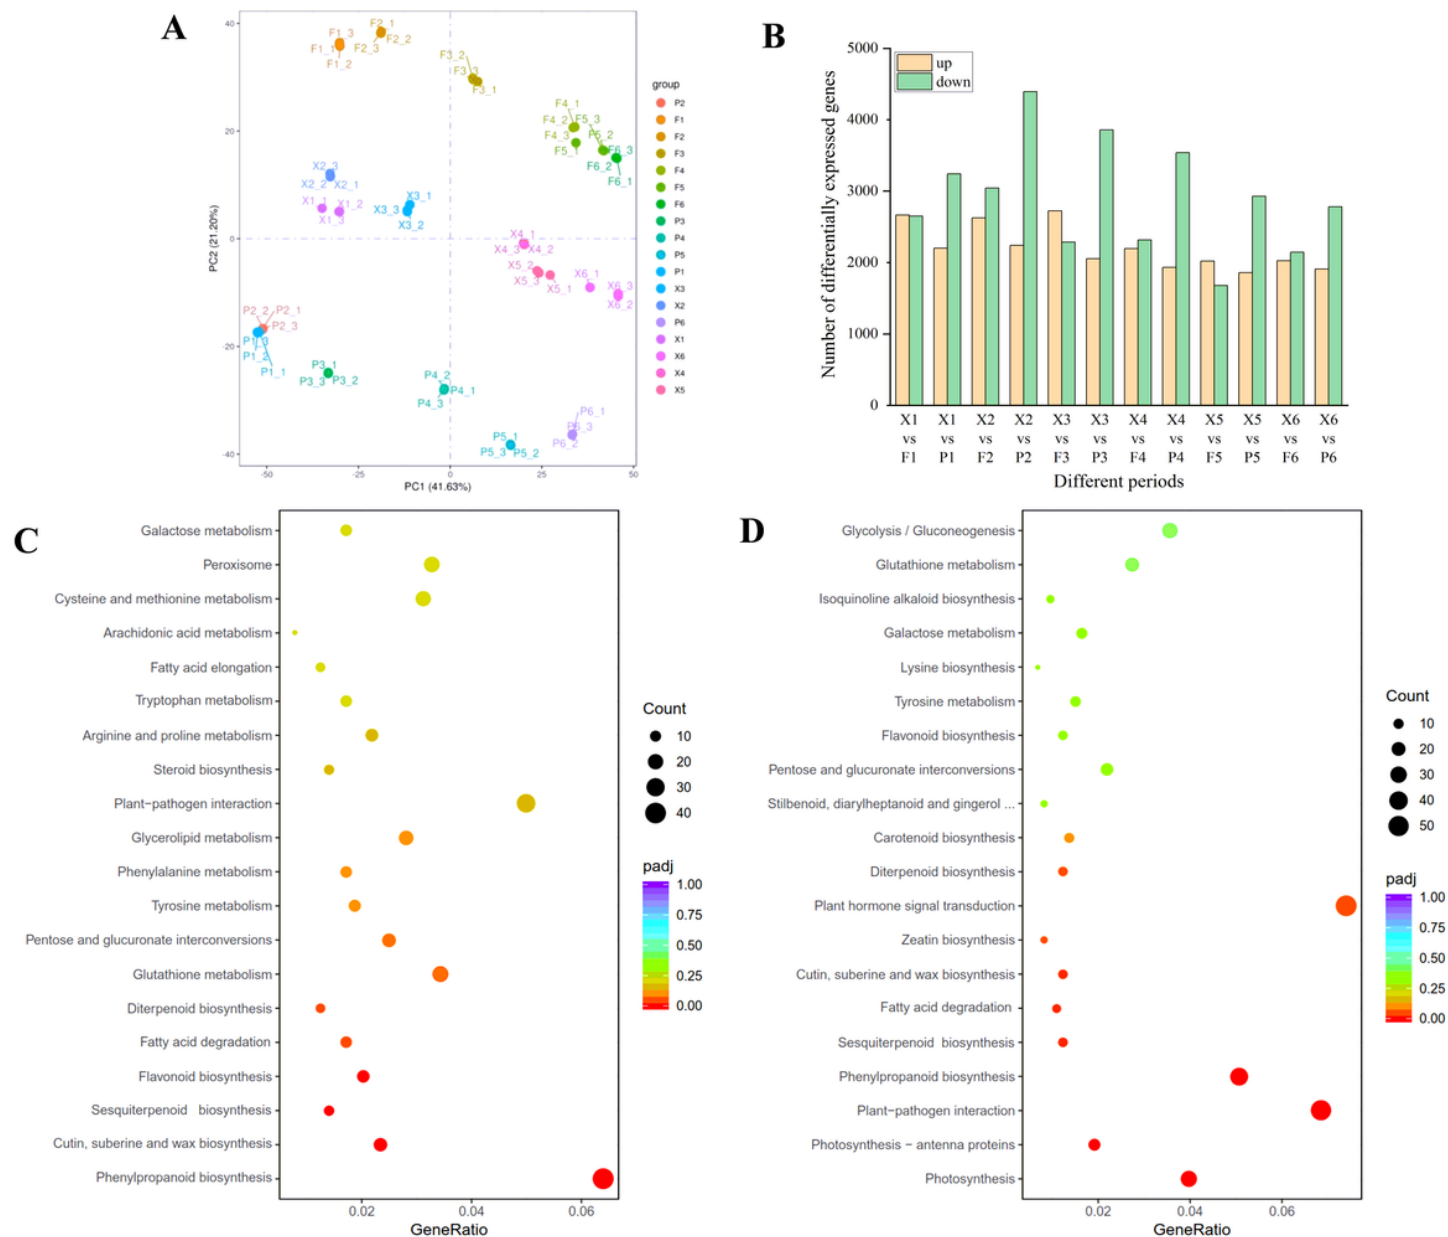 A
40
20
0
-20
-40
-50
-25
0
25
50
PC2 (21.20%)
PC1 (41.63%)
F1_3
F1_1
F1_2
F2_1
F2_2
F2_3
F3_2
F3_3
F3_1
F4_1
F4_2
F5_3
F4_3
F5_2
F5_1
F6_3
F6_2
F6_1
X2_3
X2_2
X2_1
X1_1
X1_2
X1_3
X3_1
X3_3
X3_2
X4_1
X4_3
X4_2
X5_2
X5_3
X5_1
X6_1
X6_3
X6_2
P2_2
P2_1
P2_3
P1_3
P1_2
P1_1
P3_1
P3_3
P3_2
P4_2
P4_1
P4_3
P5_1
P5_3
P5_2
P6_1
P6_3
P6_2
group
P2
F1
F2
F3
F4
F5
F6
P3
P4
P5
P1
X3
X2
P6
X1
X6
X4
X5
B
up
down
Number of differentially expressed genes
5000
4000
3000
2000
1000
0
X1 X1 X2 X2 X3 X3 X4 X4 X5 X5 X6 X6
vs vs vs vs vs vs vs vs vs vs vs vs
F1 P1 F2 P2 F3 P3 F4 P4 F5 P5 F6 P6
Different periods
C
Galactose metabolism
Peroxisome
Cysteine and methionine metabolism
Arachidonic acid metabolism
Fatty acid elongation
Tryptophan metabolism
Arginine and proline metabolism
Steroid biosynthesis
Plant−pathogen interaction
Glycerolipid metabolism
Phenylalanine metabolism
Tyrosine metabolism
Pentose and glucuronate interconversions
Glutathione metabolism
Diterpenoid biosynthesis
Fatty acid degradation
Flavonoid biosynthesis
Sesquiterpenoid biosynthesis
Cutin, suberine and wax biosynthesis
Phenylpropanoid biosynthesis
0.02 0.04 0.06
GeneRatio
Count
10
20
30
40
padj
1.00
0.75
0.50
0.25
0.00
D
Glycolysis / Gluconeogenesis
Glutathione metabolism
Isoquinoline alkaloid biosynthesis
Galactose metabolism
Lysine biosynthesis
Tyrosine metabolism
Flavonoid biosynthesis
Pentose and glucuronate interconversions
Stilbenoid, diarylheptanoid and gingerol ...
Carotenoid biosynthesis
Diterpenoid biosynthesis
Plant hormone signal transduction
Zeatin biosynthesis
Cutin, suberine and wax biosynthesis
Fatty acid degradation
Sesquiterpenoid biosynthesis
Phenylpropanoid biosynthesis
Plant−pathogen interaction
Photosynthesis − antenna proteins
Photosynthesis
0.02 0.04 0.06
GeneRatio
Count
10
20
30
40
50
padj
1.00
0.75
0.50
0.25
0.00